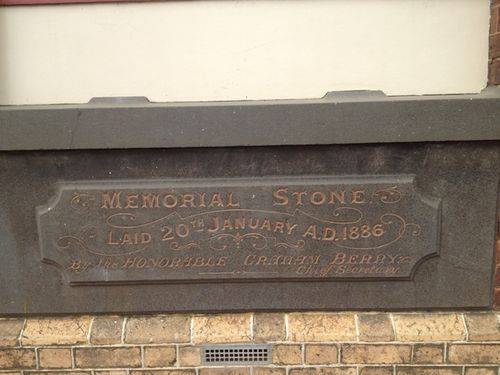 MEMORIAL STONE
LAID 20TH JANUARY A.D. 1886
By the HONORABLE GRAHAM BERRY
Chief Secretary